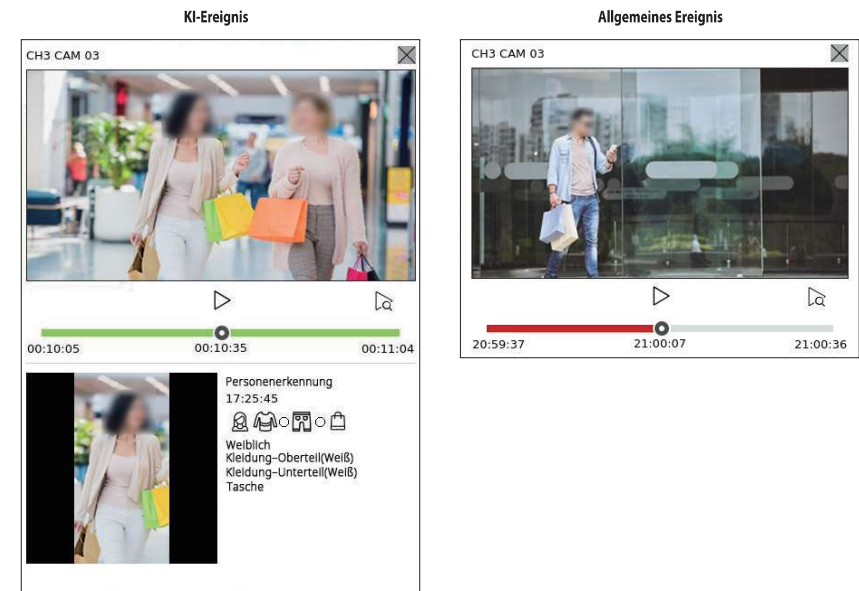 KI-Ereignis
CH3 CAM 03
00:10:05
00:10:35
00:11:04
Personenerkennung
17:25:45
Weiblich
Kleidung–Oberteil(Weiß)
Kleidung–Unterteil(Weiß)
Tasche
Allgemeines Ereignis
CH3 CAM 03
20:59:37
21:00:07
21:00:36